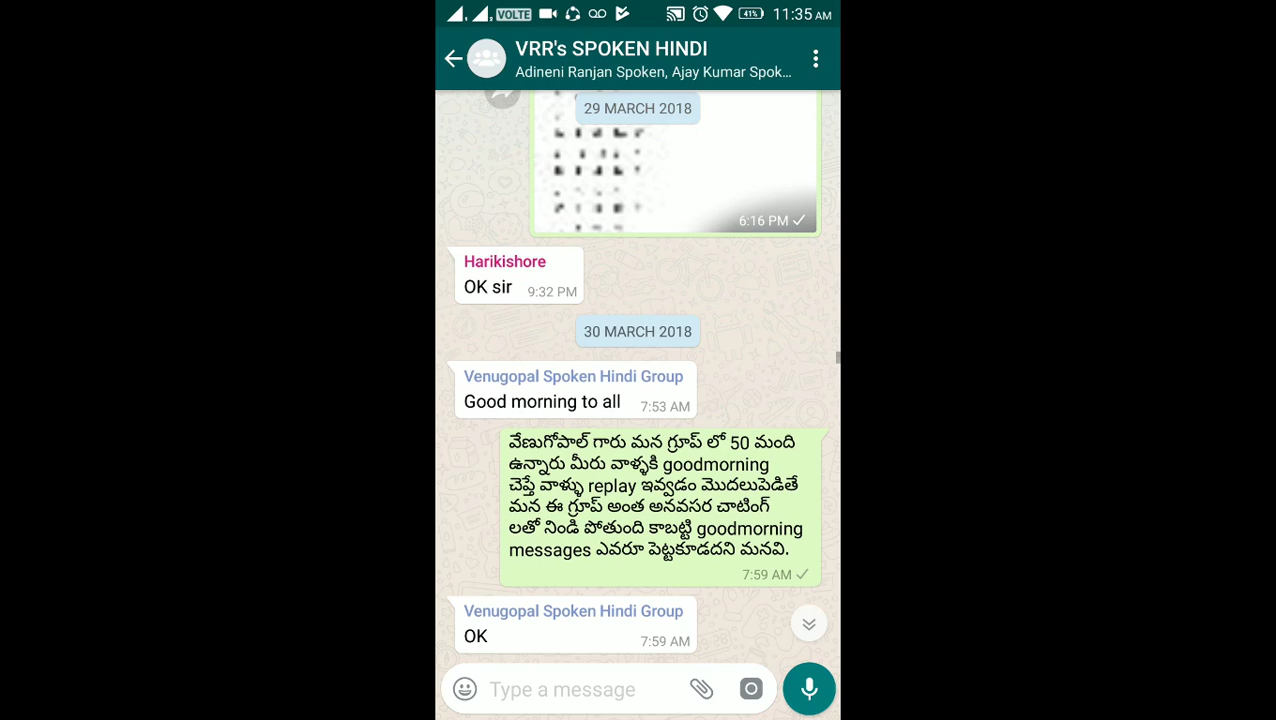 VOLTE 41% 11:35 AM
VRR's SPOKEN HINDI
Adineni Ranjan Spoken, Ajay Kumar Spok...
29 MARCH 2018
6:16 PM
Harikishore
OK sir 9:32 PM
30 MARCH 2018
Venugopal Spoken Hindi Group
Good morning to all 7:53 AM
వేణుగోపాల్ గారు మన గ్రూప్ లో 50 మంది
ఉన్నారు మీరు వాళ్ళకి goodmorning
చెప్తే వాళ్ళు replay ఇవ్వడం మొదలుపెడితే
మన ఈ గ్రూప్ అంత అనవసర చాటింగ్
లతో నిండి పోతుంది కాబట్టి goodmorning
messages ఎవరూ పెట్టకూడదని మనవి.
7:59 AM
Venugopal Spoken Hindi Group
OK 7:59 AM
Type a message